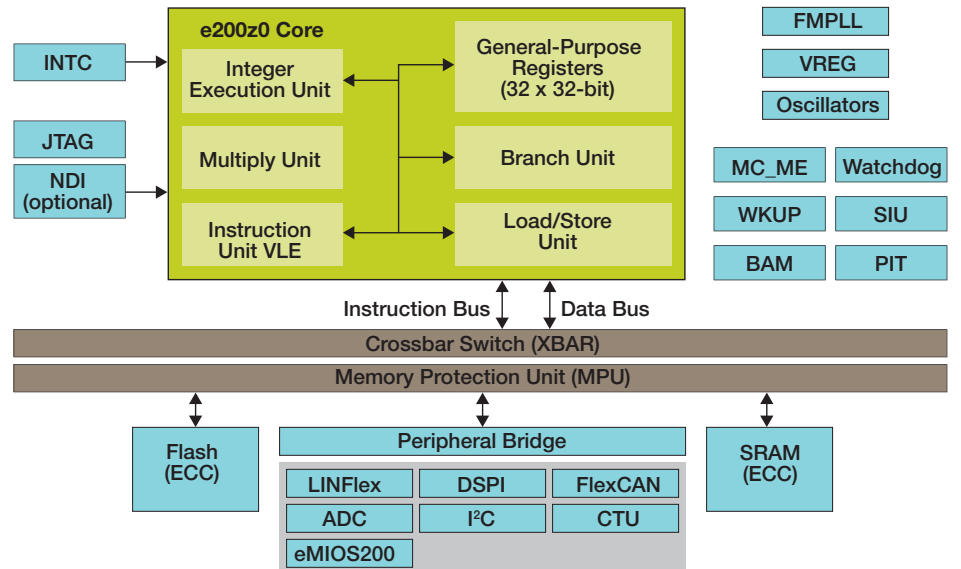 e200z0 Core
INTC
JTAG
NDI
(optional)
Integer
Execution Unit
General-Purpose
Registers
(32 x 32-bit)
Multiply Unit
Branch Unit
Instruction
Unit VLE
Load/Store
Unit
FMPLL
VREG
Oscillators
MC_ME
Watchdog
WKUP
SIU
BAM
PIT
Instruction Bus
Data Bus
Crossbar Switch (XBAR)
Memory Protection Unit (MPU)
Flash
(ECC)
Peripheral Bridge
SRAM
(ECC)
LINFlex
DSPI
FlexCAN
ADC
I²C
CTU
eMIOS200